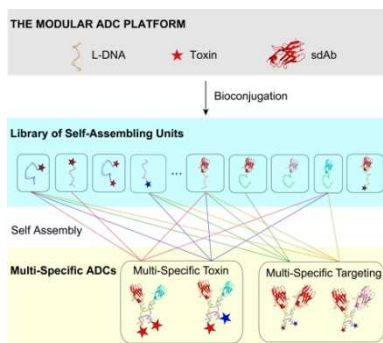 THE MODULAR ADC PLATFORM
L-DNA
Toxin
sdAb
Bioconjugation
Library of Self-Assembling Units
...
Self Assembly
Multi-Specific ADCs
Multi-Specific Toxin
Multi-Specific Targeting